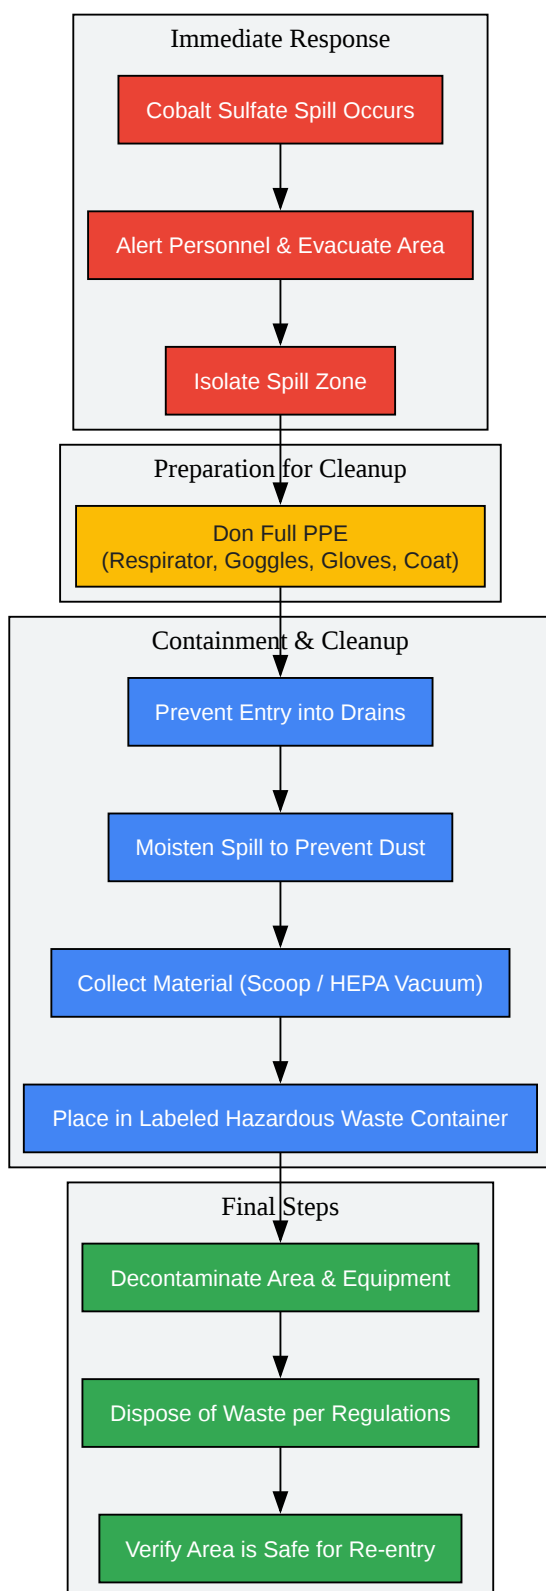 Immediate Response
Cobalt Sulfate Spill Occurs
Alert Personnel & Evacuate Area
Isolate Spill Zone
Preparation for Cleanup
Don Full PPE
(Respirator, Goggles, Gloves, Coat)
Containment & Cleanup
Prevent Entry into Drains
Moisten Spill to Prevent Dust
Collect Material (Scoop / HEPA Vacuum)
Place in Labeled Hazardous Waste Container
Final Steps
Decontaminate Area & Equipment
Dispose of Waste per Regulations
Verify Area is Safe for Re-entry